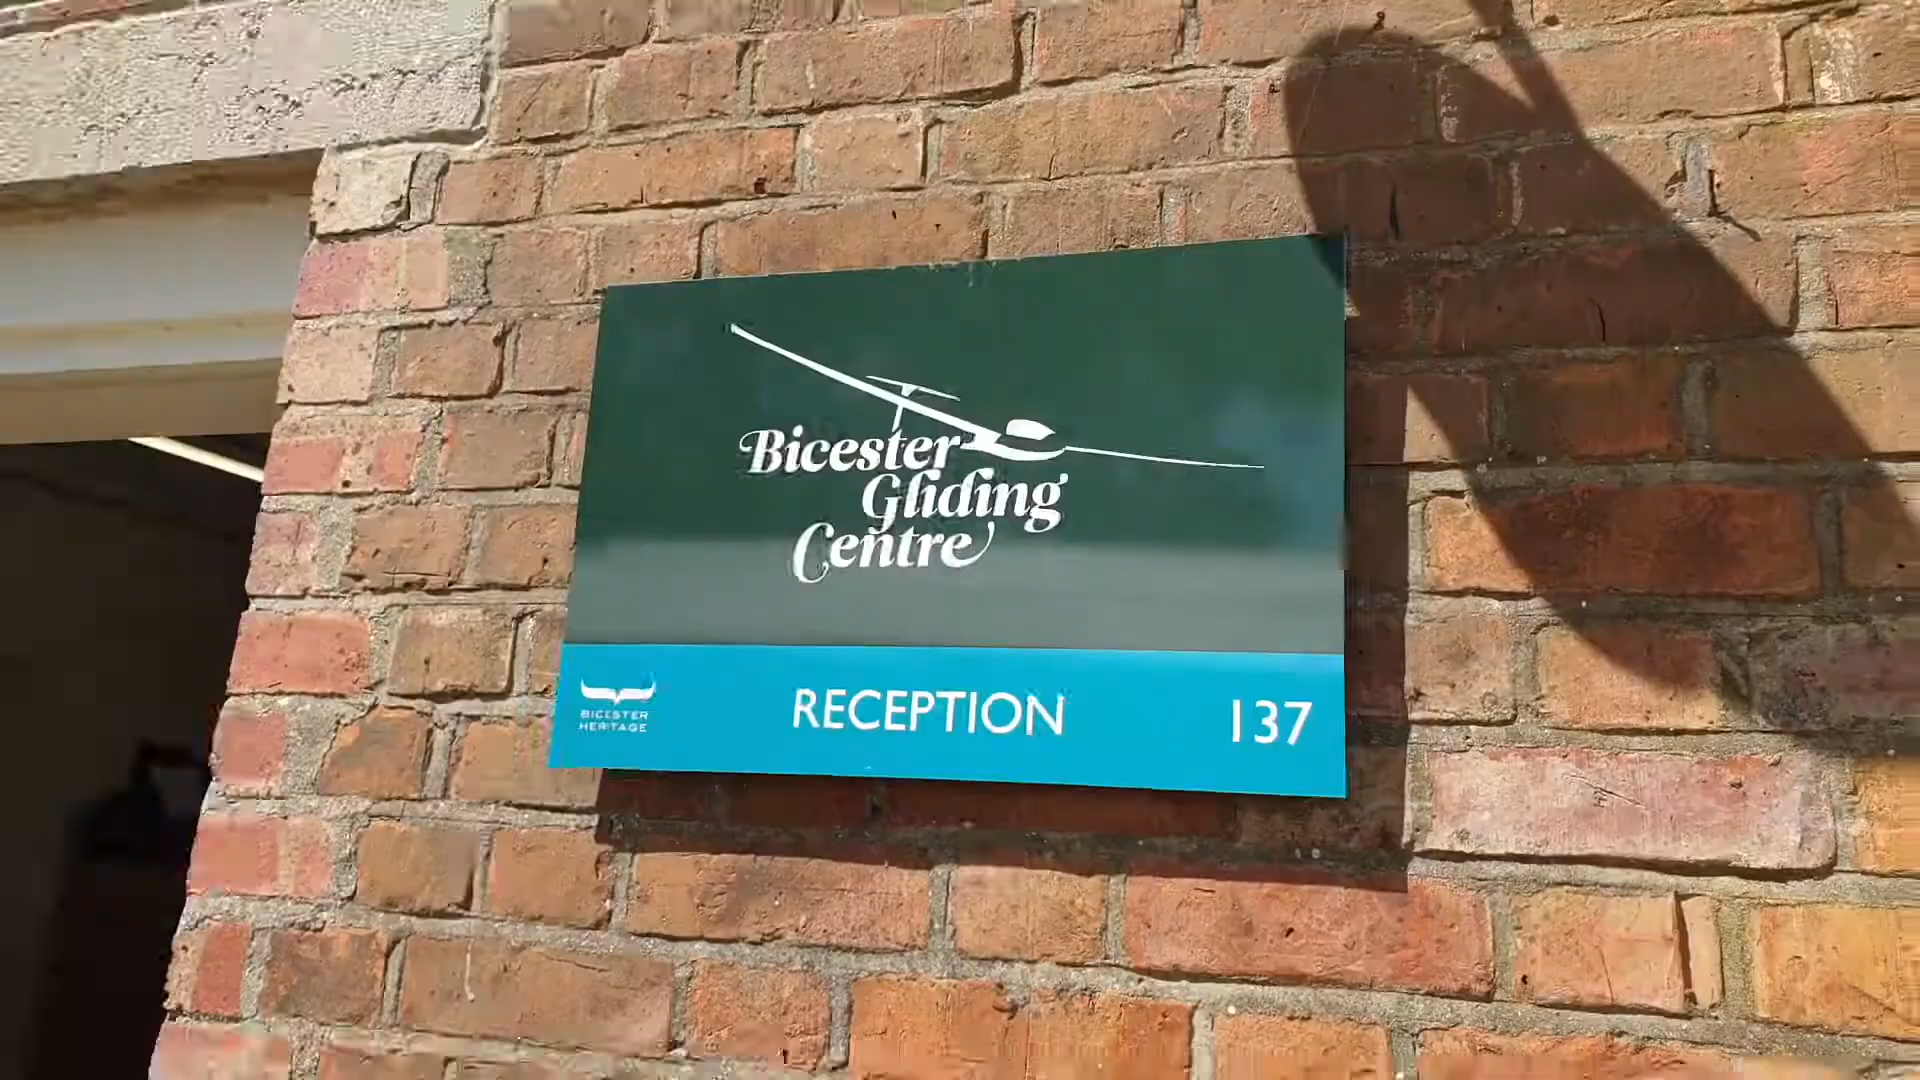 Bicester
Gliding
Centre
BICESTER
HERITAGE
RECEPTION
137